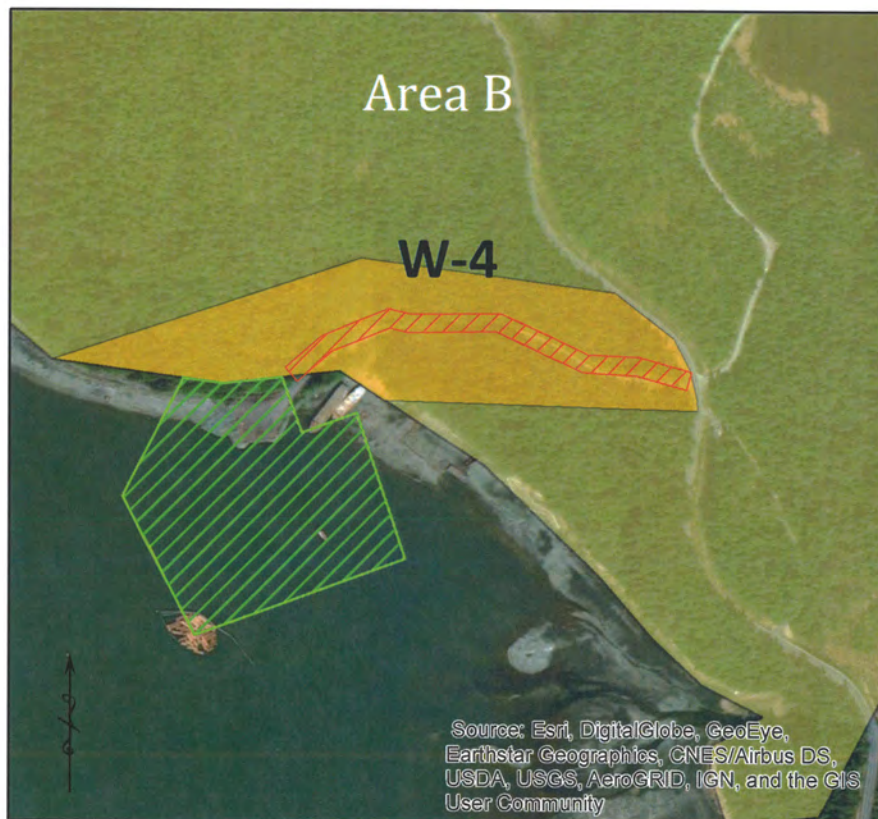 Area B
W-4
Source: Esri, DigitalGlobe, GeoEye,
Earthstar Geographics, CNES/Airbus DS,
USDA, USGS, AeroGRID, IGN, and the GIS
User Community